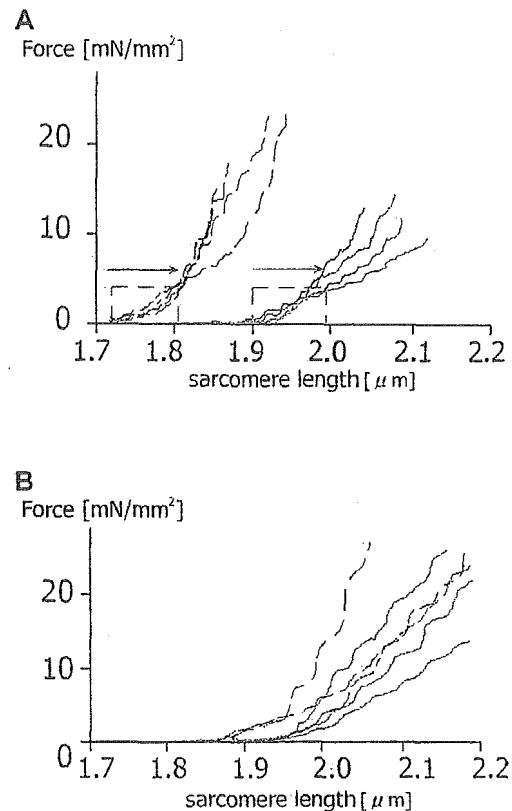 A
Force [mN/mm²]
20
10
0
1.7 1.8 1.9 2.0 2.1 2.2
sarcomere length [μm]
B
Force [mN/mm²]
20
10
0
1.7 1.8 1.9 2.0 2.1 2.2
sarcomere length [μm]